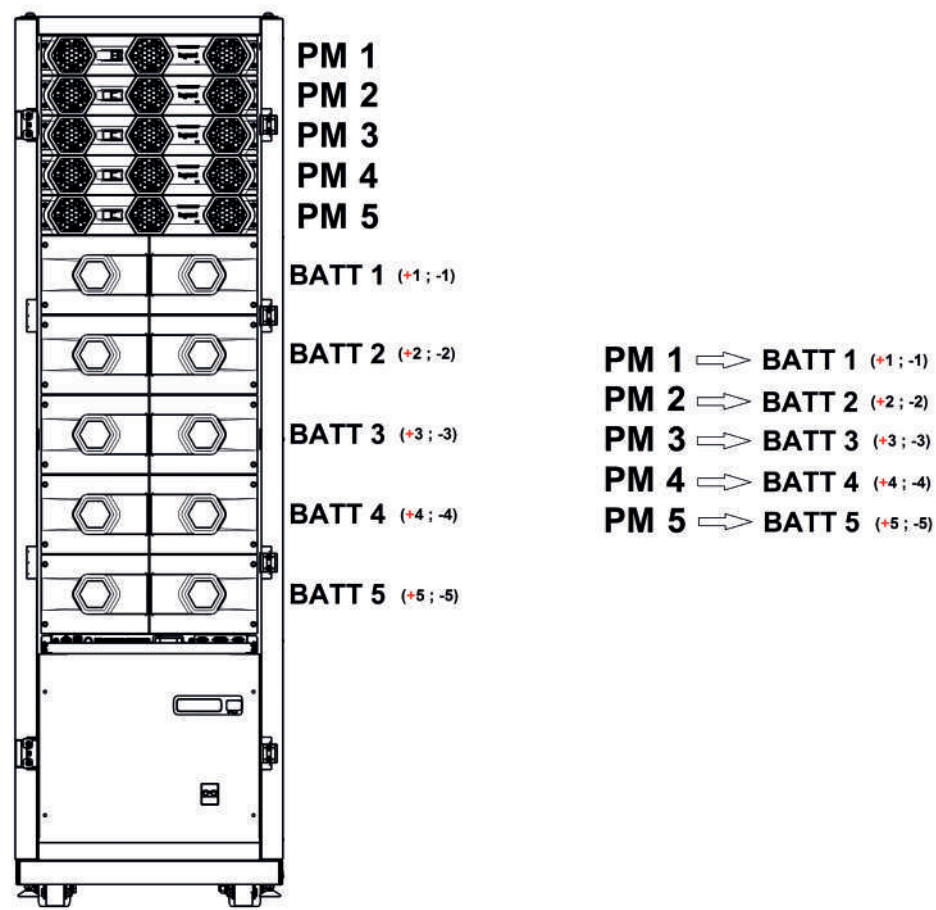 PM 1
PM 2
PM 3
PM 4
PM 5
BATT 1 (+1 ; -1)
BATT 2 (+2 ; -2)
BATT 3 (+3 ; -3)
BATT 4 (+4 ; -4)
BATT 5 (+5 ; -5)
PM 1 ⇨ BATT 1 (+1 ; -1)
PM 2 ⇨ BATT 2 (+2 ; -2)
PM 3 ⇨ BATT 3 (+3 ; -3)
PM 4 ⇨ BATT 4 (+4 ; -4)
PM 5 ⇨ BATT 5 (+5 ; -5)